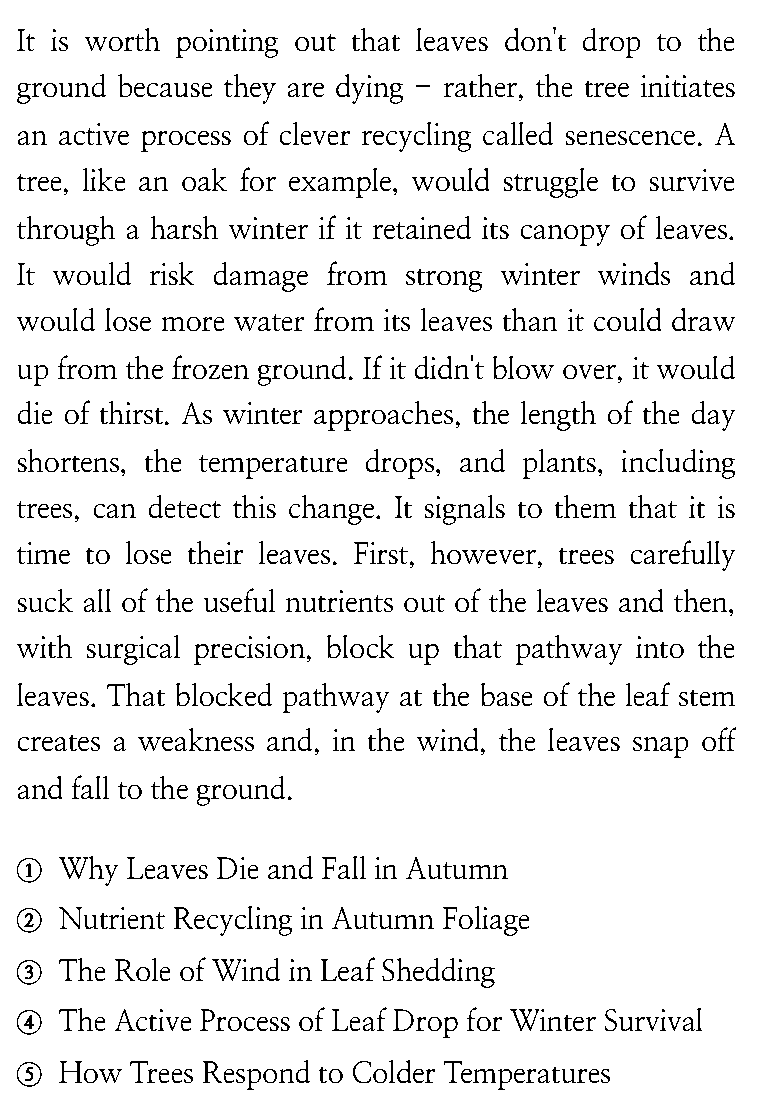 It is worth pointing out that leaves don't drop to the
ground because they are dying – rather, the tree initiates
an active process of clever recycling called senescence. A
tree, like an oak for example, would struggle to survive
through a harsh winter if it retained its canopy of leaves.
It would risk damage from strong winter winds and
would lose more water from its leaves than it could draw
up from the frozen ground. If it didn't blow over, it would
die of thirst. As winter approaches, the length of the day
shortens, the temperature drops, and plants, including
trees, can detect this change. It signals to them that it is
time to lose their leaves. First, however, trees carefully
suck all of the useful nutrients out of the leaves and then,
with surgical precision, block up that pathway into the
leaves. That blocked pathway at the base of the leaf stem
creates a weakness and, in the wind, the leaves snap off
and fall to the ground.
① Why Leaves Die and Fall in Autumn
② Nutrient Recycling in Autumn Foliage
③ The Role of Wind in Leaf Shedding
④ The Active Process of Leaf Drop for Winter Survival
⑤ How Trees Respond to Colder Temperatures